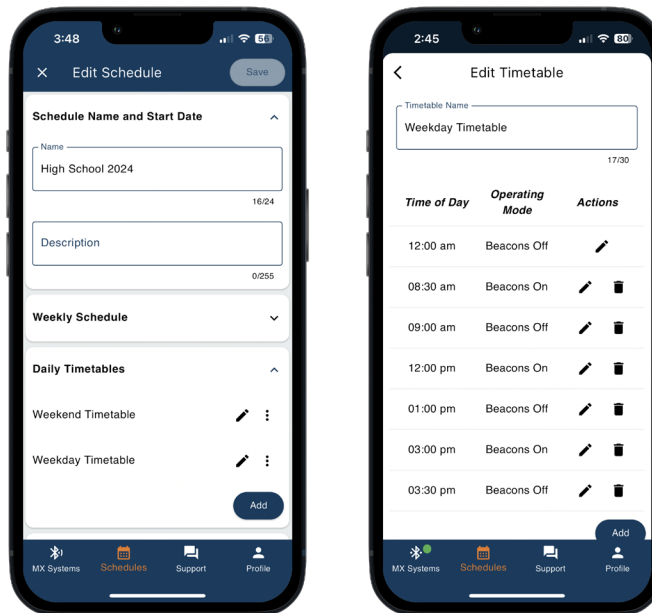 3:48
56
Edit Schedule
Save
Schedule Name and Start Date
Name
High School 2024
16/24
Description
0/255
Weekly Schedule
Daily Timetables
Weekend Timetable
Weekday Timetable
Add
MX Systems Schedules Support Profile
2:45
80
Edit Timetable
Timetable Name
Weekday Timetable
17/30
Time of Day Operating Mode Actions
12:00 am Beacons Off
08:30 am Beacons On
09:00 am Beacons Off
12:00 pm Beacons On
01:00 pm Beacons Off
03:00 pm Beacons On
03:30 pm Beacons Off
Add
MX Systems Schedules Support Profile